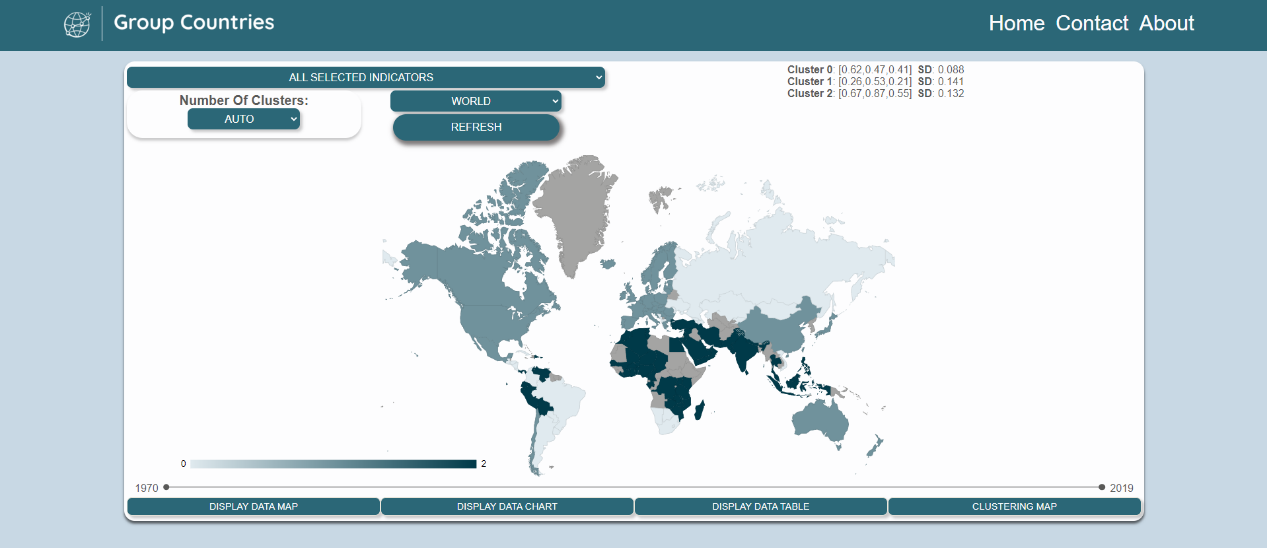 Group Countries
Home Contact About
ALL SELECTED INDICATORS
Number Of Clusters:
AUTO
WORLD
REFRESH
Cluster 0: [0.62,0.47,0.41] SD: 0.088
Cluster 1: [0.26,0.53,0.21] SD: 0.141
Cluster 2: [0.67,0.87,0.55] SD: 0.132
0 2
1970 2019
DISPLAY DATA MAP DISPLAY DATA CHART DISPLAY DATA TABLE CLUSTERING MAP